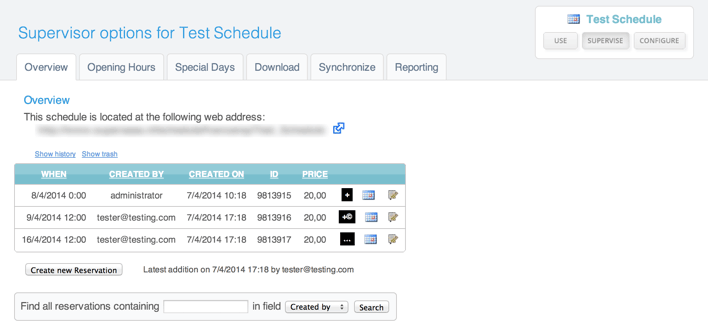 Supervisor options for Test Schedule
Test Schedule
USE SUPERVISE CONFIGURE
Overview Opening Hours Special Days Download Synchronize Reporting
Overview
This schedule is located at the following web address:
Show history Show trash
WHEN CREATED BY CREATED ON ID PRICE
8/4/2014 0:00 administrator 7/4/2014 10:18 9813915 20,00 +
9/4/2014 12:00 tester@testing.com 7/4/2014 17:18 9813916 20,00 +©
16/4/2014 12:00 tester@testing.com 7/4/2014 17:18 9813917 20,00 ...
Create new Reservation Latest addition on 7/4/2014 17:18 by tester@testing.com
Find all reservations containing in field Created by Search